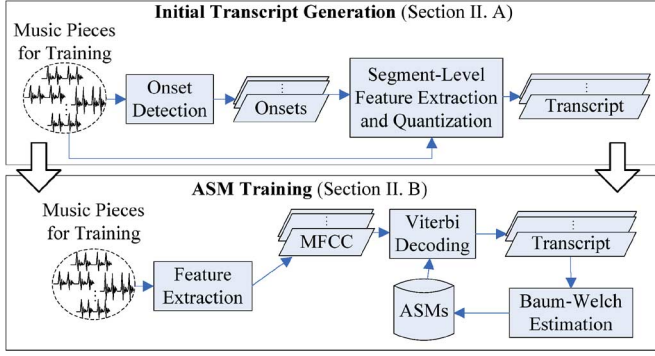 Initial Transcript Generation (Section II. A)
Music Pieces
for Training
Onset
Detection
Onsets
Segment-Level
Feature Extraction
and Quantization
Transcript
ASM Training (Section II. B)
Music Pieces
for Training
Feature
Extraction
MFCC
Viterbi
Decoding
Transcript
ASMs
Baum-Welch
Estimation